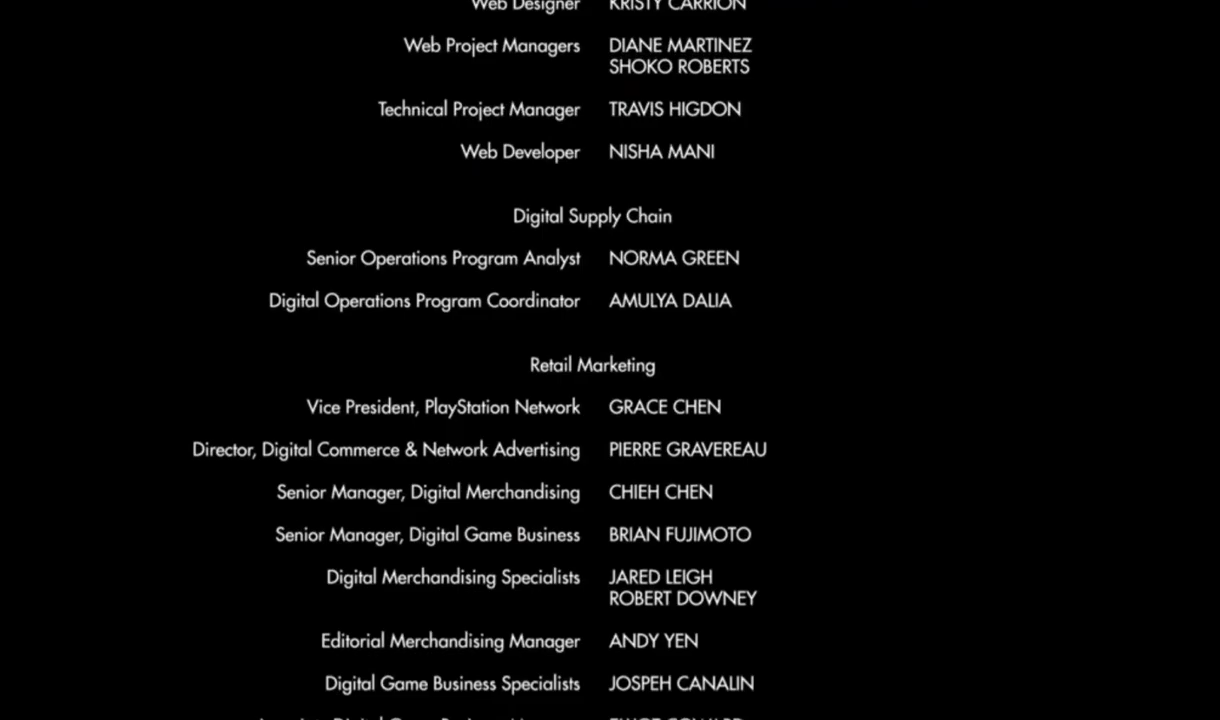 Web Designer KRISTY CARRION
Web Project Managers DIANE MARTINEZ
SHOKO ROBERTS
Technical Project Manager TRAVIS HIGDON
Web Developer NISHA MANI
Digital Supply Chain
Senior Operations Program Analyst NORMA GREEN
Digital Operations Program Coordinator AMULYA DALIA
Retail Marketing
Vice President, PlayStation Network GRACE CHEN
Director, Digital Commerce & Network Advertising PIERRE GRAVEREAU
Senior Manager, Digital Merchandising CHIEH CHEN
Senior Manager, Digital Game Business BRIAN FUJIMOTO
Digital Merchandising Specialists JARED LEIGH
ROBERT DOWNEY
Editorial Merchandising Manager ANDY YEN
Digital Game Business Specialists JOSPEH CANALIN